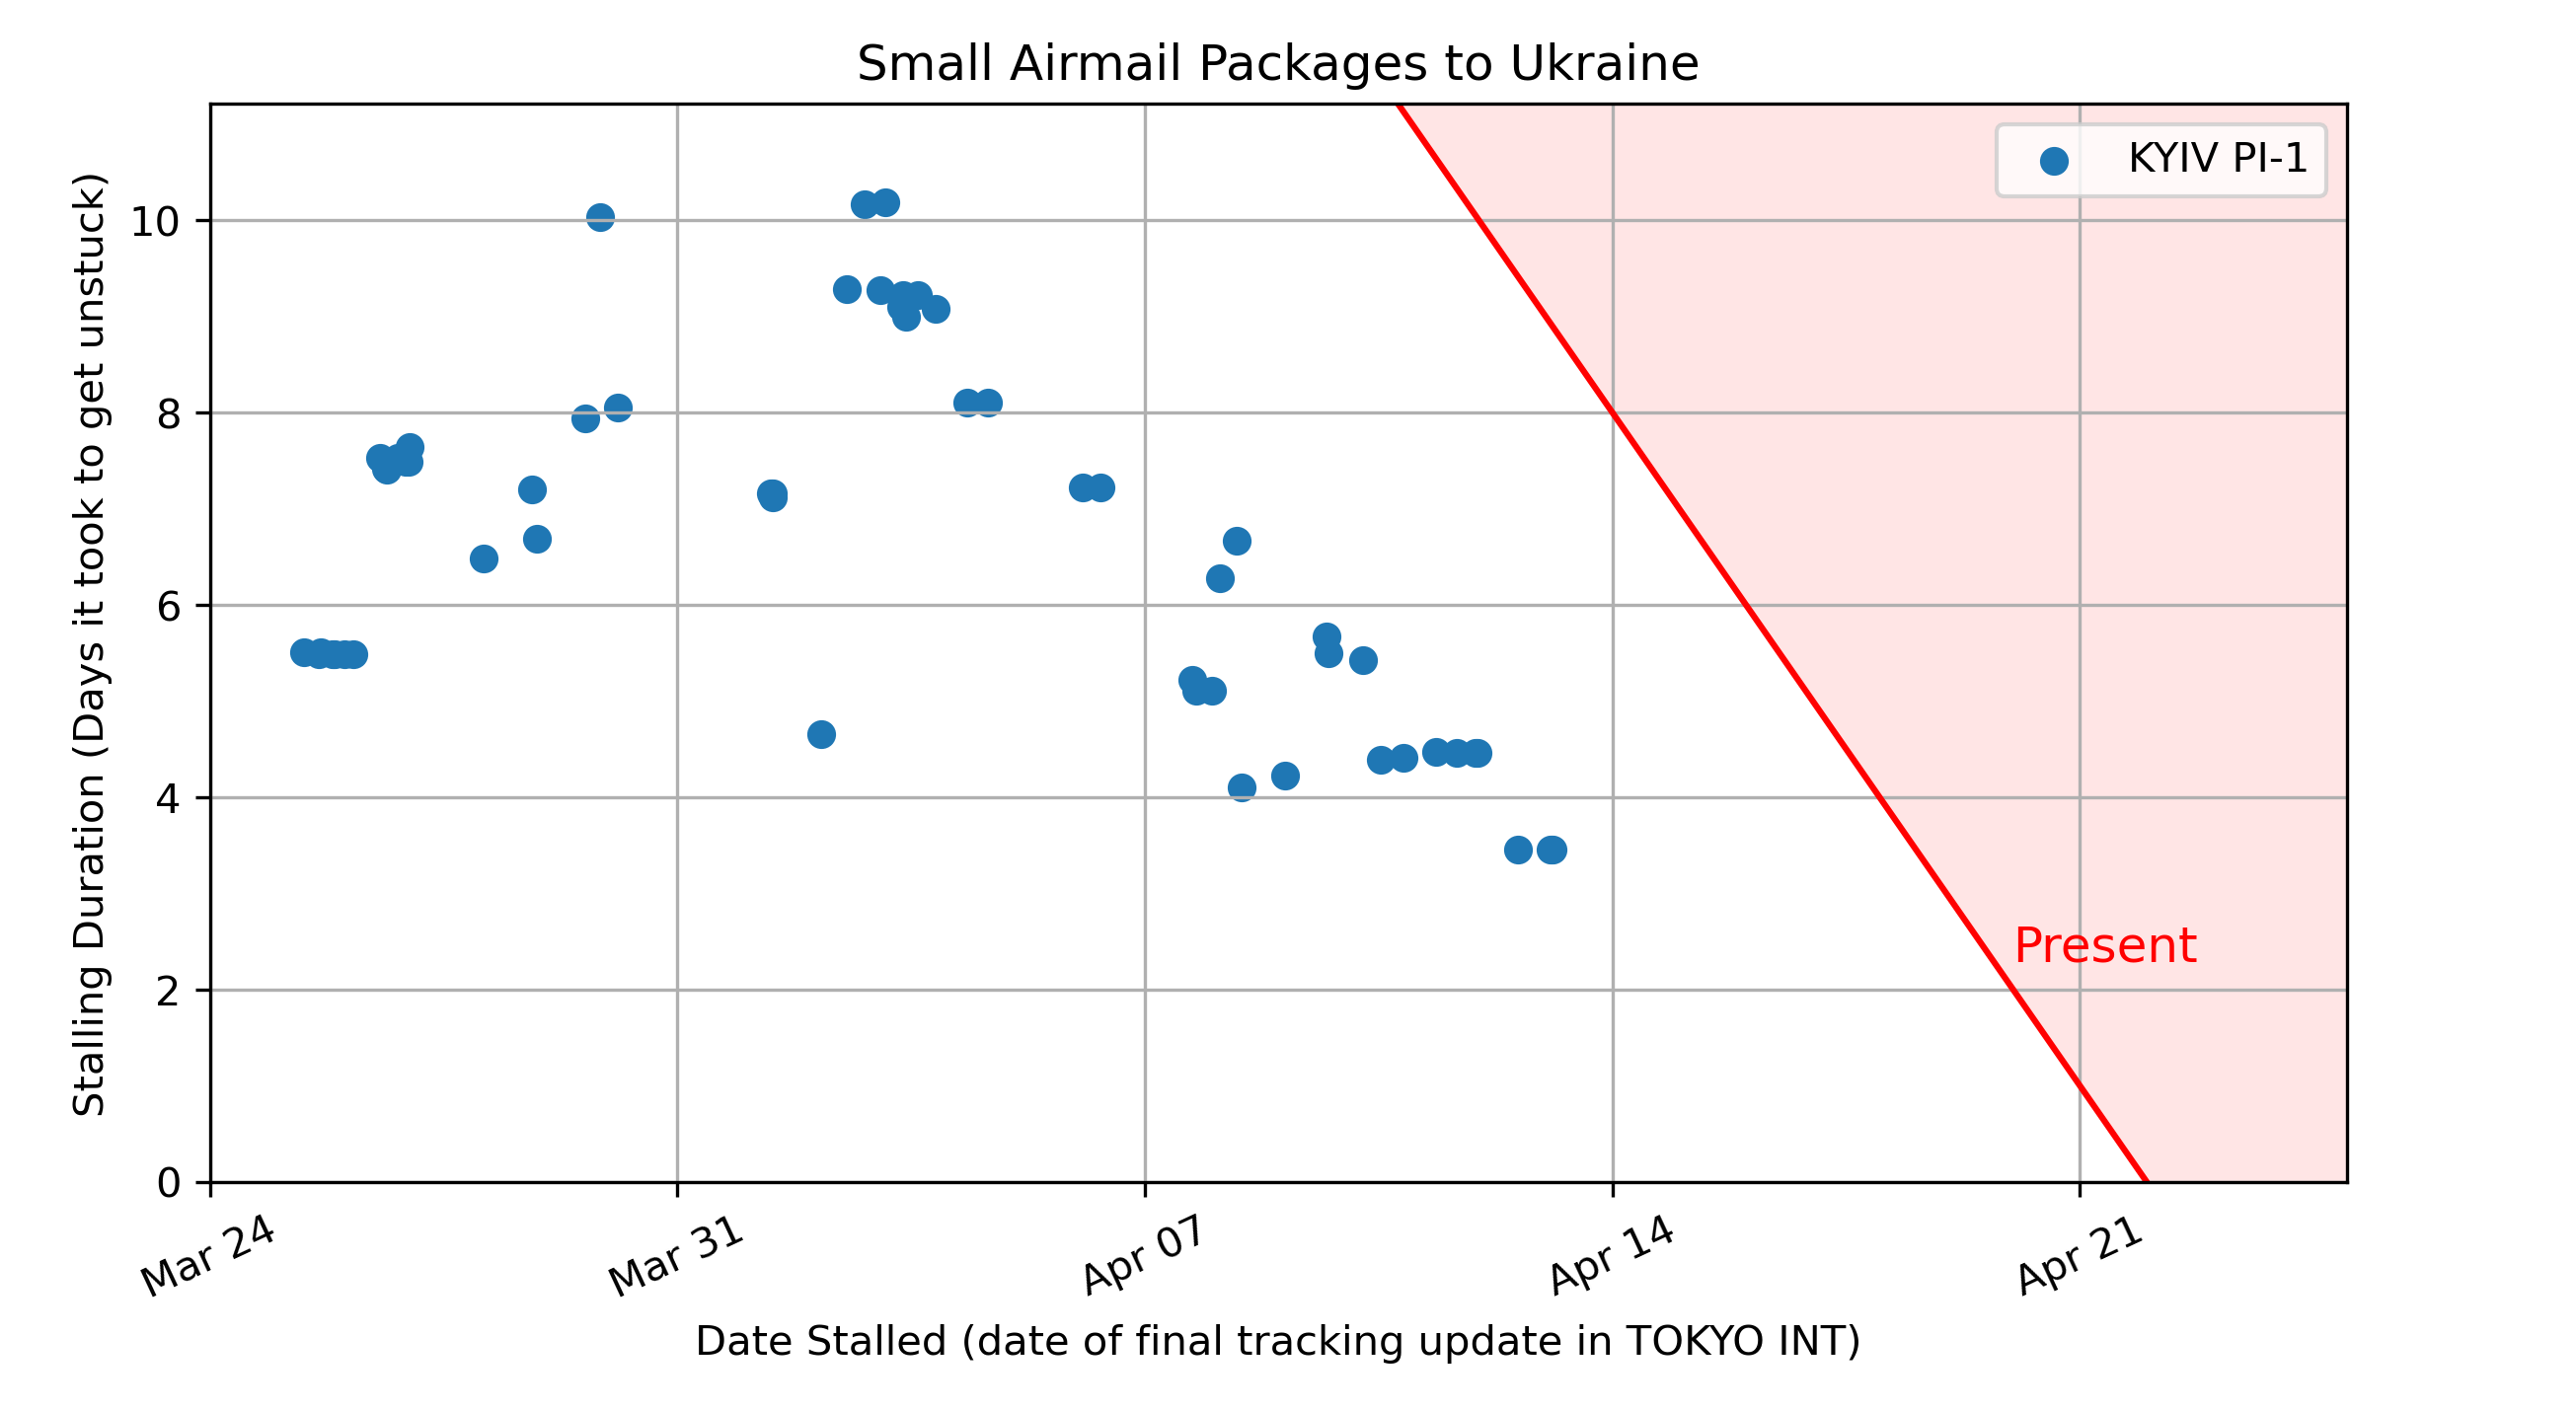 Small Airmail Packages to Ukraine
KYIV PI-1
Stalling Duration (Days it took to get unstuck)
10
8
6
4
2
0
Present
Mar 24
Mar 31
Apr 07
Apr 14
Apr 21
Date Stalled (date of final tracking update in TOKYO INT)